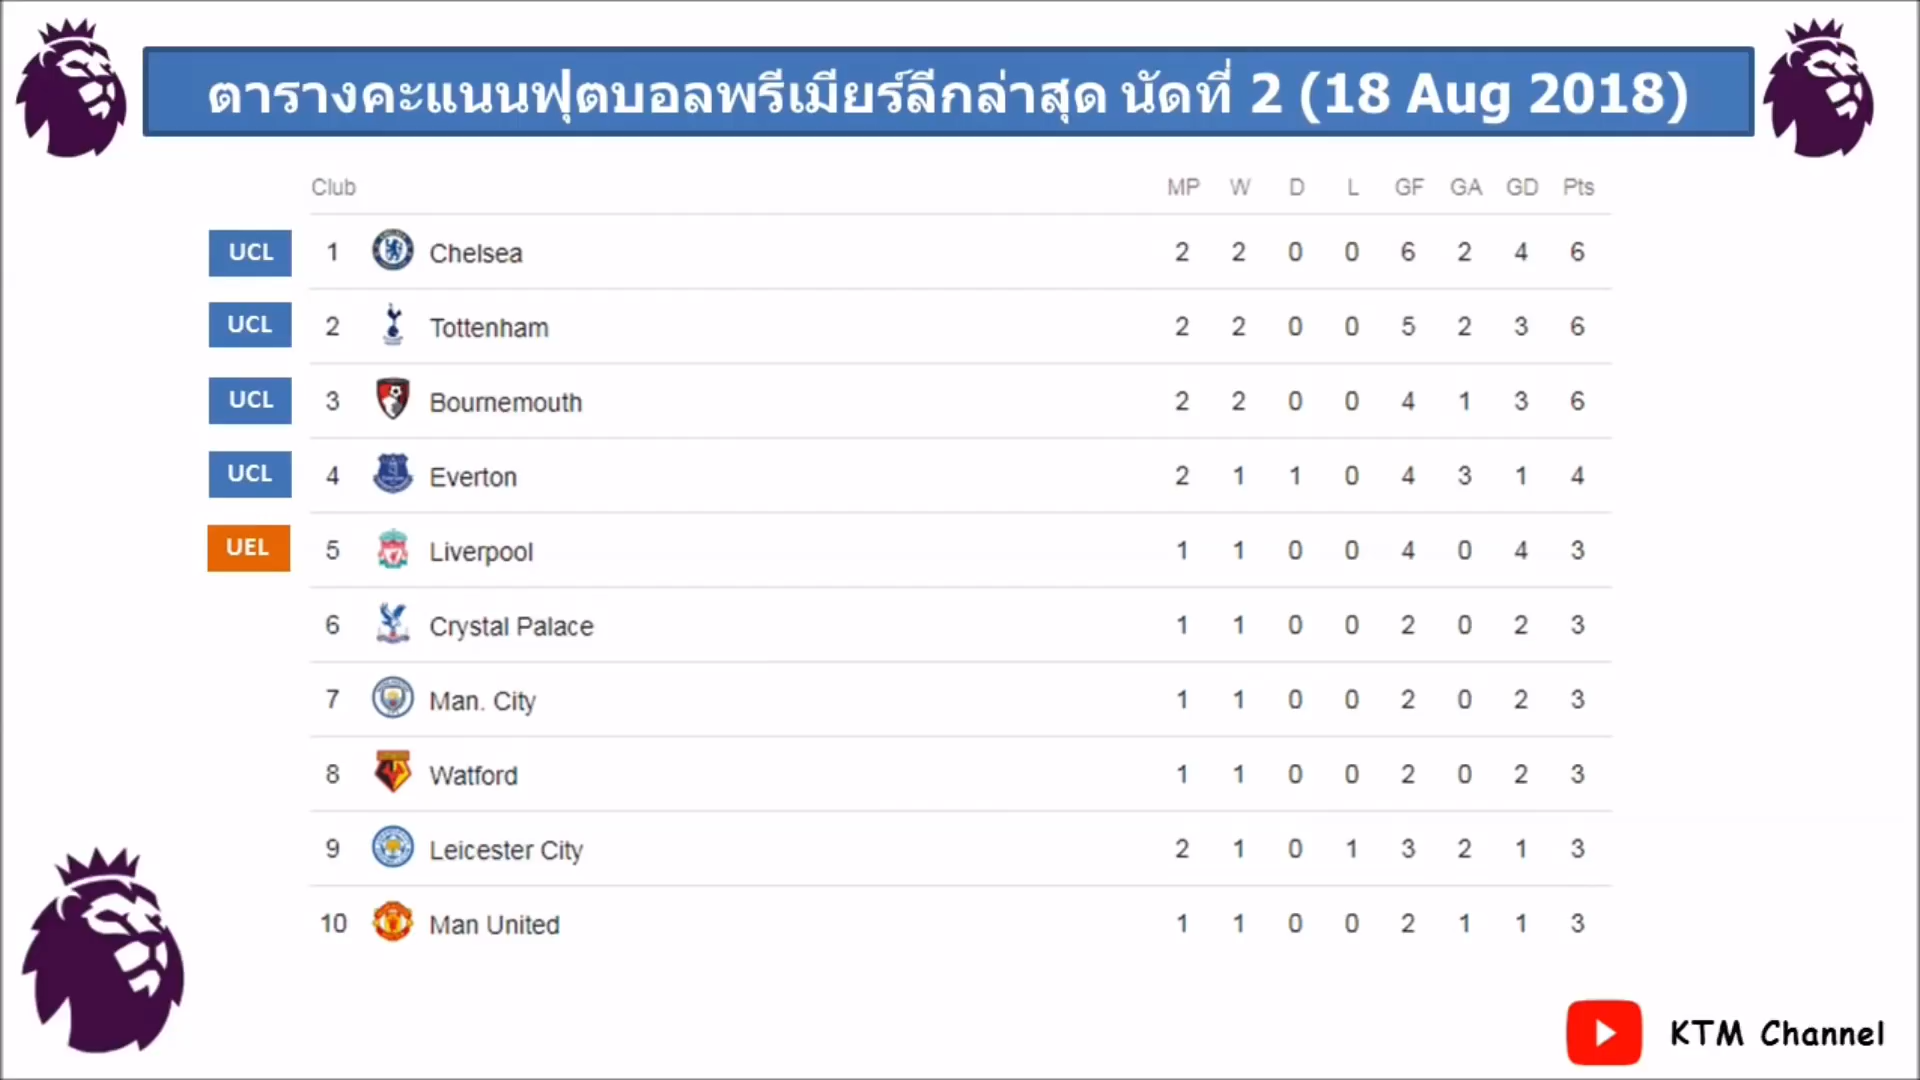 ตารางคะแนนฟุตบอลพรีเมียร์ลีกล่าสุด นัดที่ 2 (18 Aug 2018)
Club MP W D L GF GA GD Pts
UCL 1 Chelsea 2 2 0 0 6 2 4 6
UCL 2 Tottenham 2 2 0 0 5 2 3 6
UCL 3 Bournemouth 2 2 0 0 4 1 3 6
UCL 4 Everton 2 1 1 0 4 3 1 4
UEL 5 Liverpool 1 1 0 0 4 0 4 3
6 Crystal Palace 1 1 0 0 2 0 2 3
7 Man. City 1 1 0 0 2 0 2 3
8 Watford 1 1 0 0 2 0 2 3
9 Leicester City 2 1 0 1 3 2 1 3
10 Man United 1 1 0 0 2 1 1 3
KTM Channel